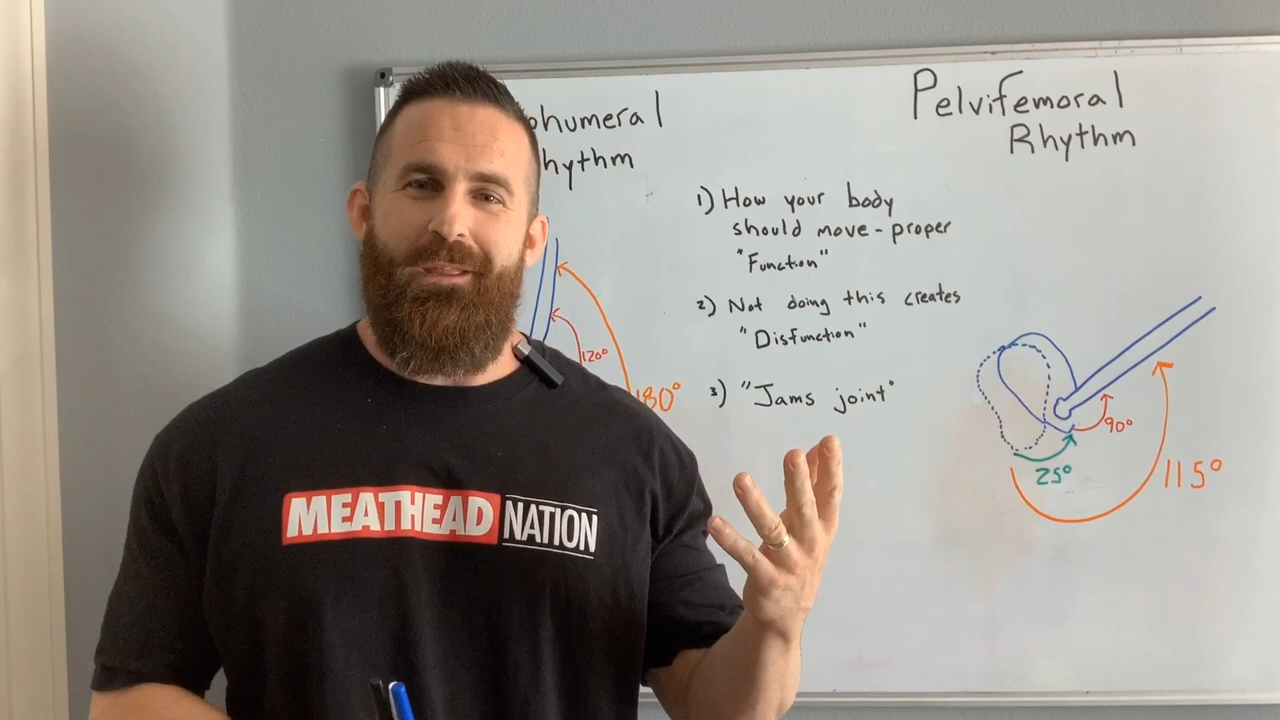 ohumeral
hythm
Pelvifemoral
Rhythm
1) How your body
should move - proper
"Function"
2) Not doing this creates
"Disfunction"
3) "Jams joint"
120°
180°
90°
25°
115°
MEATHEAD NATION